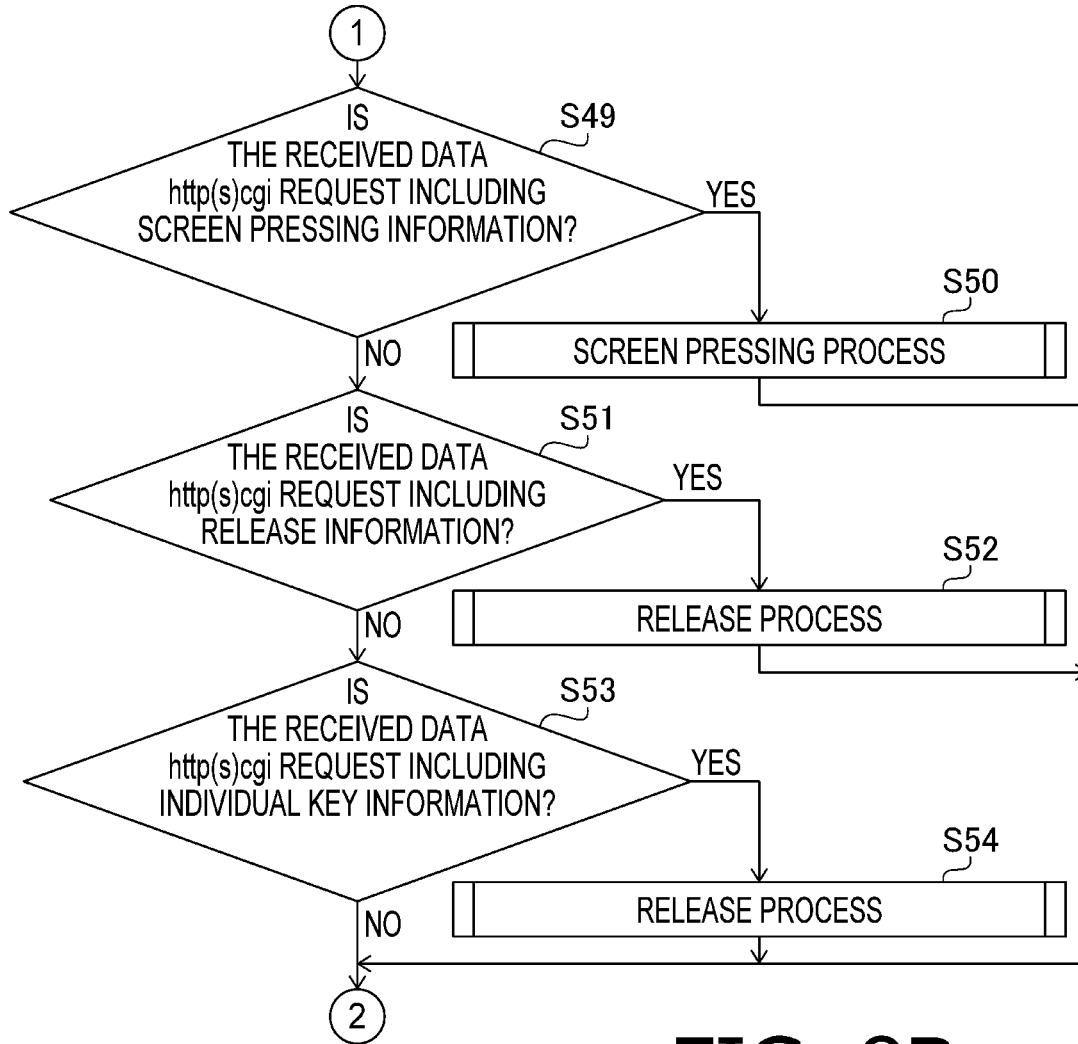 1
IS
THE RECEIVED DATA
http(s)cgi REQUEST INCLUDING
SCREEN PRESSING INFORMATION?
S49
YES
NO
S50
SCREEN PRESSING PROCESS
IS
THE RECEIVED DATA
http(s)cgi REQUEST INCLUDING
RELEASE INFORMATION?
S51
YES
NO
S52
RELEASE PROCESS
IS
THE RECEIVED DATA
http(s)cgi REQUEST INCLUDING
INDIVIDUAL KEY INFORMATION?
S53
YES
NO
S54
RELEASE PROCESS
2